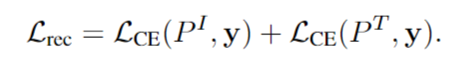 ℒ_rec = ℒ_CE(P^I, **y**) + ℒ_CE(P^T, **y**).